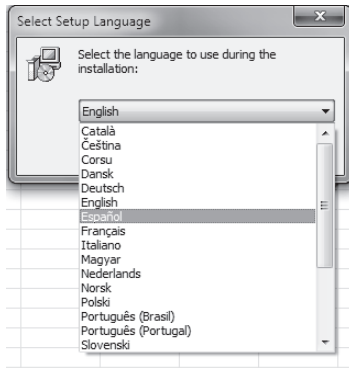 Select Setup Language
Select the language to use during the
installation:
English
Català
Čeština
Corsu
Dansk
Deutsch
English
Español
Français
Italiano
Magyar
Nederlands
Norsk
Polski
Português (Brasil)
Português (Portugal)
Slovenski